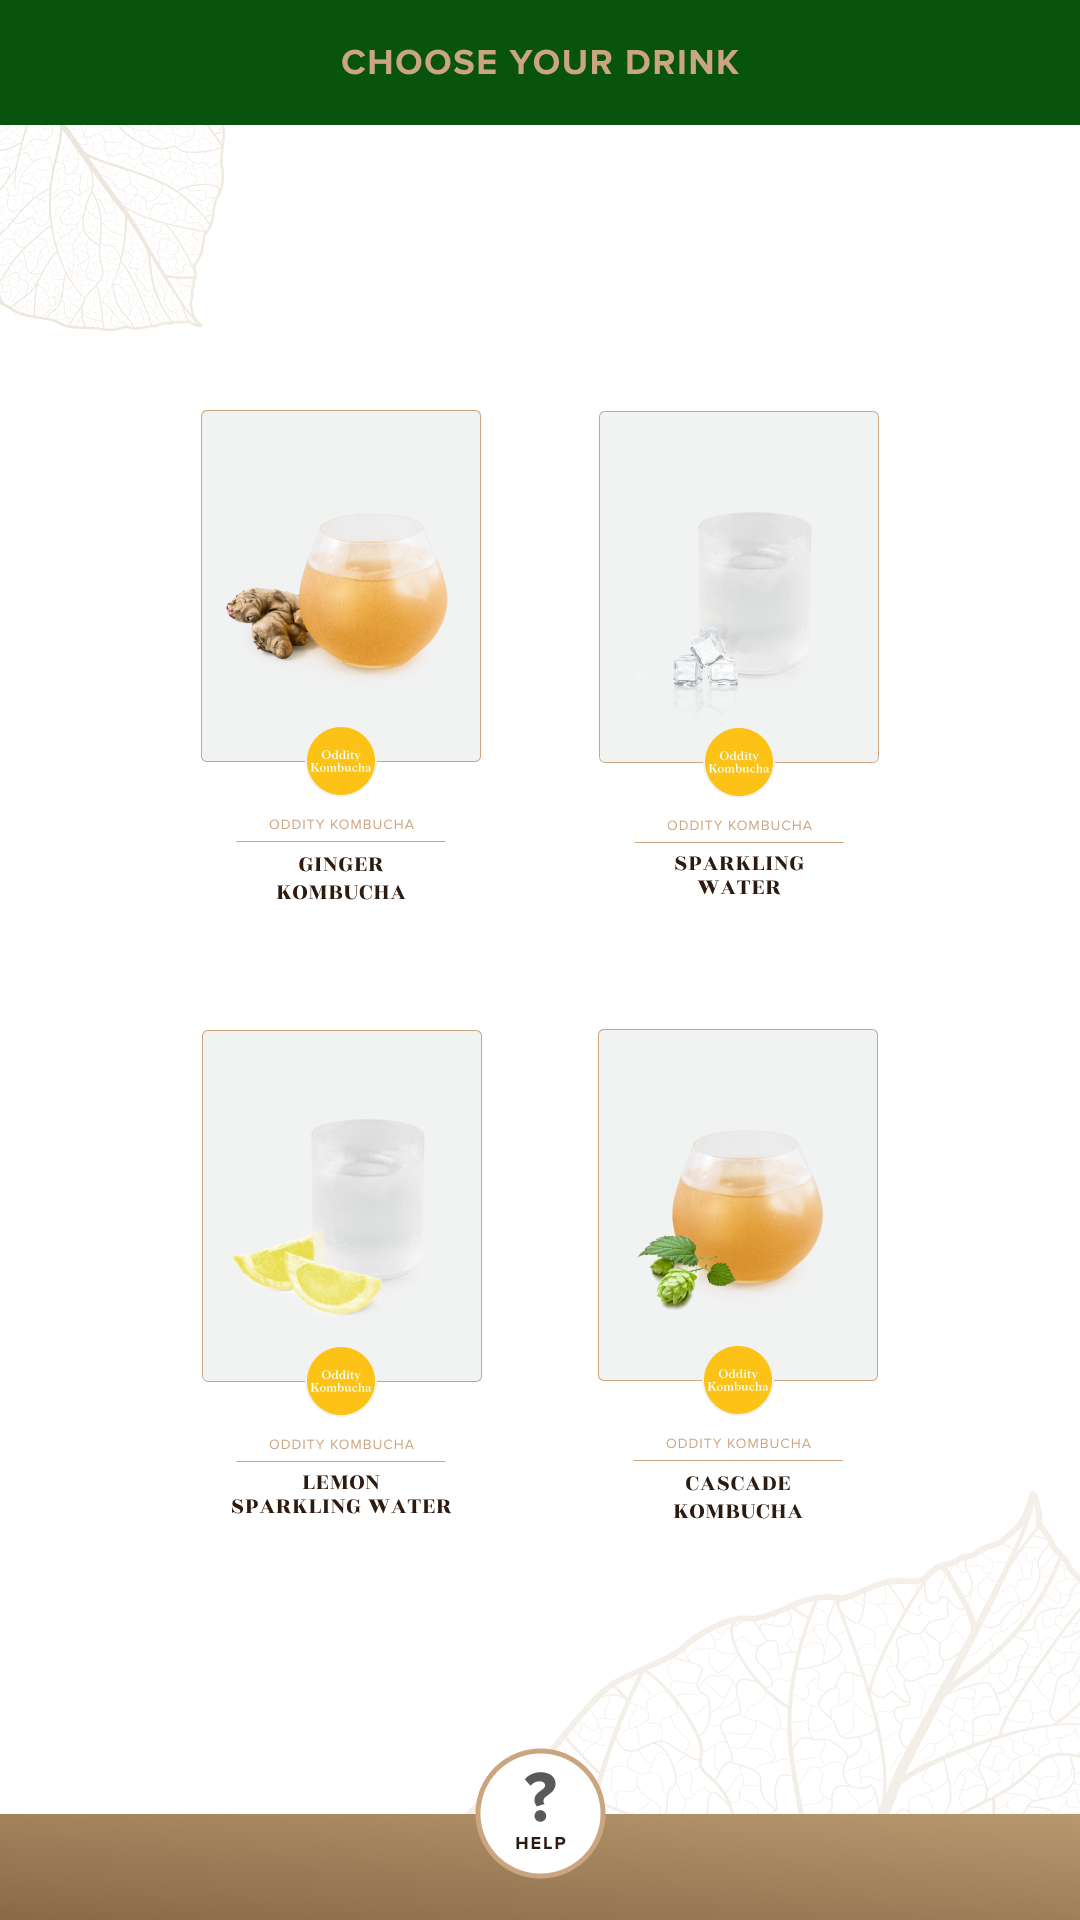 CHOOSE YOUR DRINK
Oddity
Kombucha
ODDITY KOMBUCHA
GINGER
KOMBUCHA
Oddity
Kombucha
ODDITY KOMBUCHA
SPARKLING
WATER
Oddity
Kombucha
ODDITY KOMBUCHA
LEMON
SPARKLING WATER
Oddity
Kombucha
ODDITY KOMBUCHA
CASCADE
KOMBUCHA
?
HELP